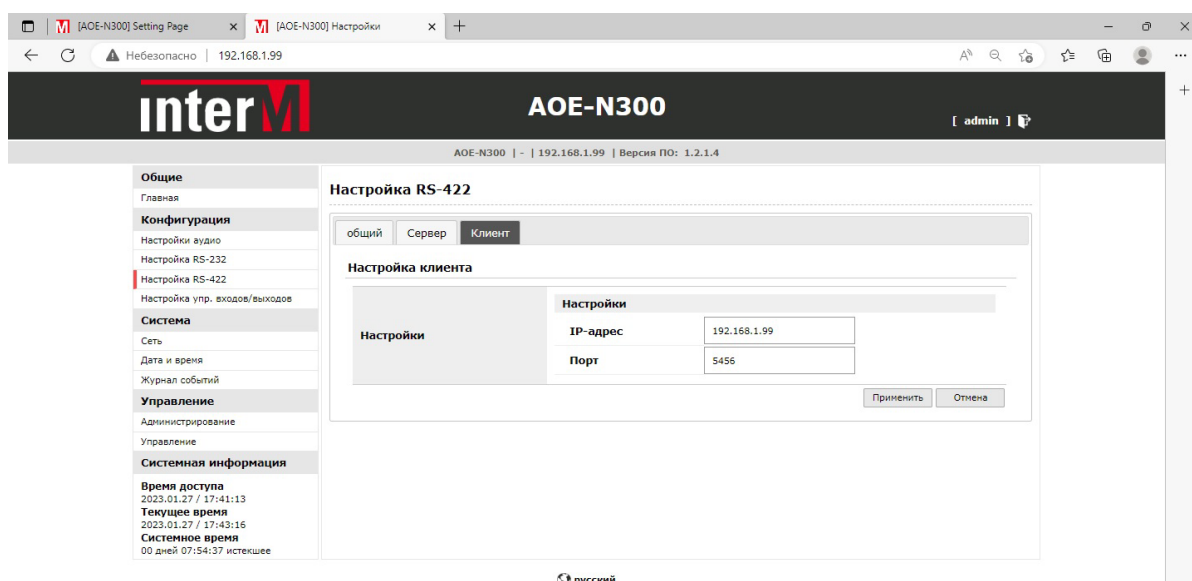 [AOE-N300] Setting Page
[AOE-N300] Настройки
Небезопасно | 192.168.1.99
interM
AOE-N300
[ admin ]
AOE-N300 | - | 192.168.1.99 | Версия ПО: 1.2.1.4
Общие
Главная
Конфигурация
Настройки аудио
Настройка RS-232
Настройка RS-422
Настройка упр. входов/выходов
Система
Сеть
Дата и время
Журнал событий
Управление
Администрирование
Управление
Системная информация
Время доступа
2023.01.27 / 17:41:13
Текущее время
2023.01.27 / 17:43:16
Системное время
00 дней 07:54:37 истекшее
Настройка RS-422
общий Сервер Клиент
Настройка клиента
Настройки
Настройки
IP-адрес 192.168.1.99
Порт 5456
Применить Отмена
русский